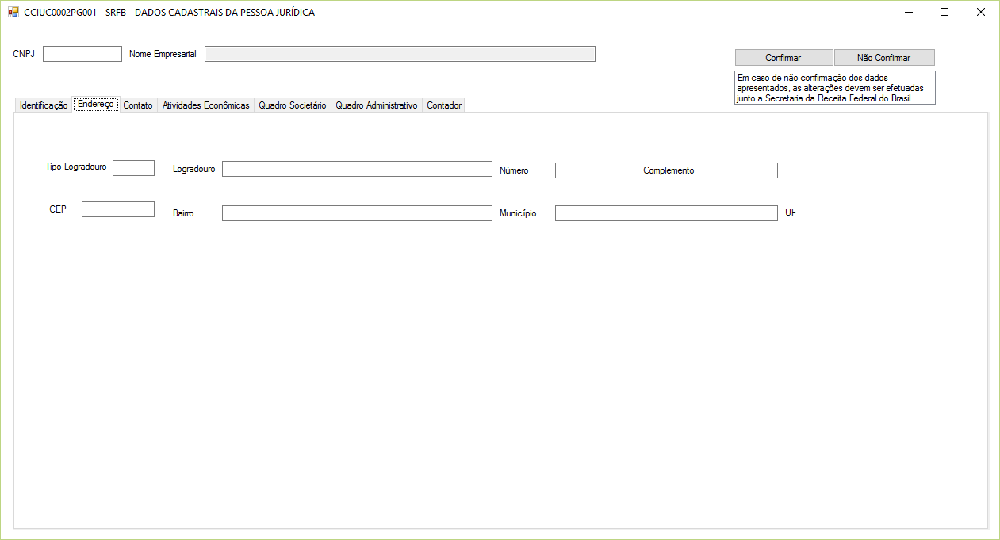 CCIUC0002PG001 - SRFB - DADOS CADASTRAIS DA PESSOA JURÍDICA
CNPJ Nome Empresarial
Confirmar Não Confirmar
Em caso de não confirmação dos dados
apresentados, as alterações devem ser efetuadas
junto a Secretaria da Receita Federal do Brasil.
Identificação Endereço Contato Atividades Econômicas Quadro Societário Quadro Administrativo Contador
Tipo Logradouro Logradouro Número Complemento
CEP Bairro Município UF